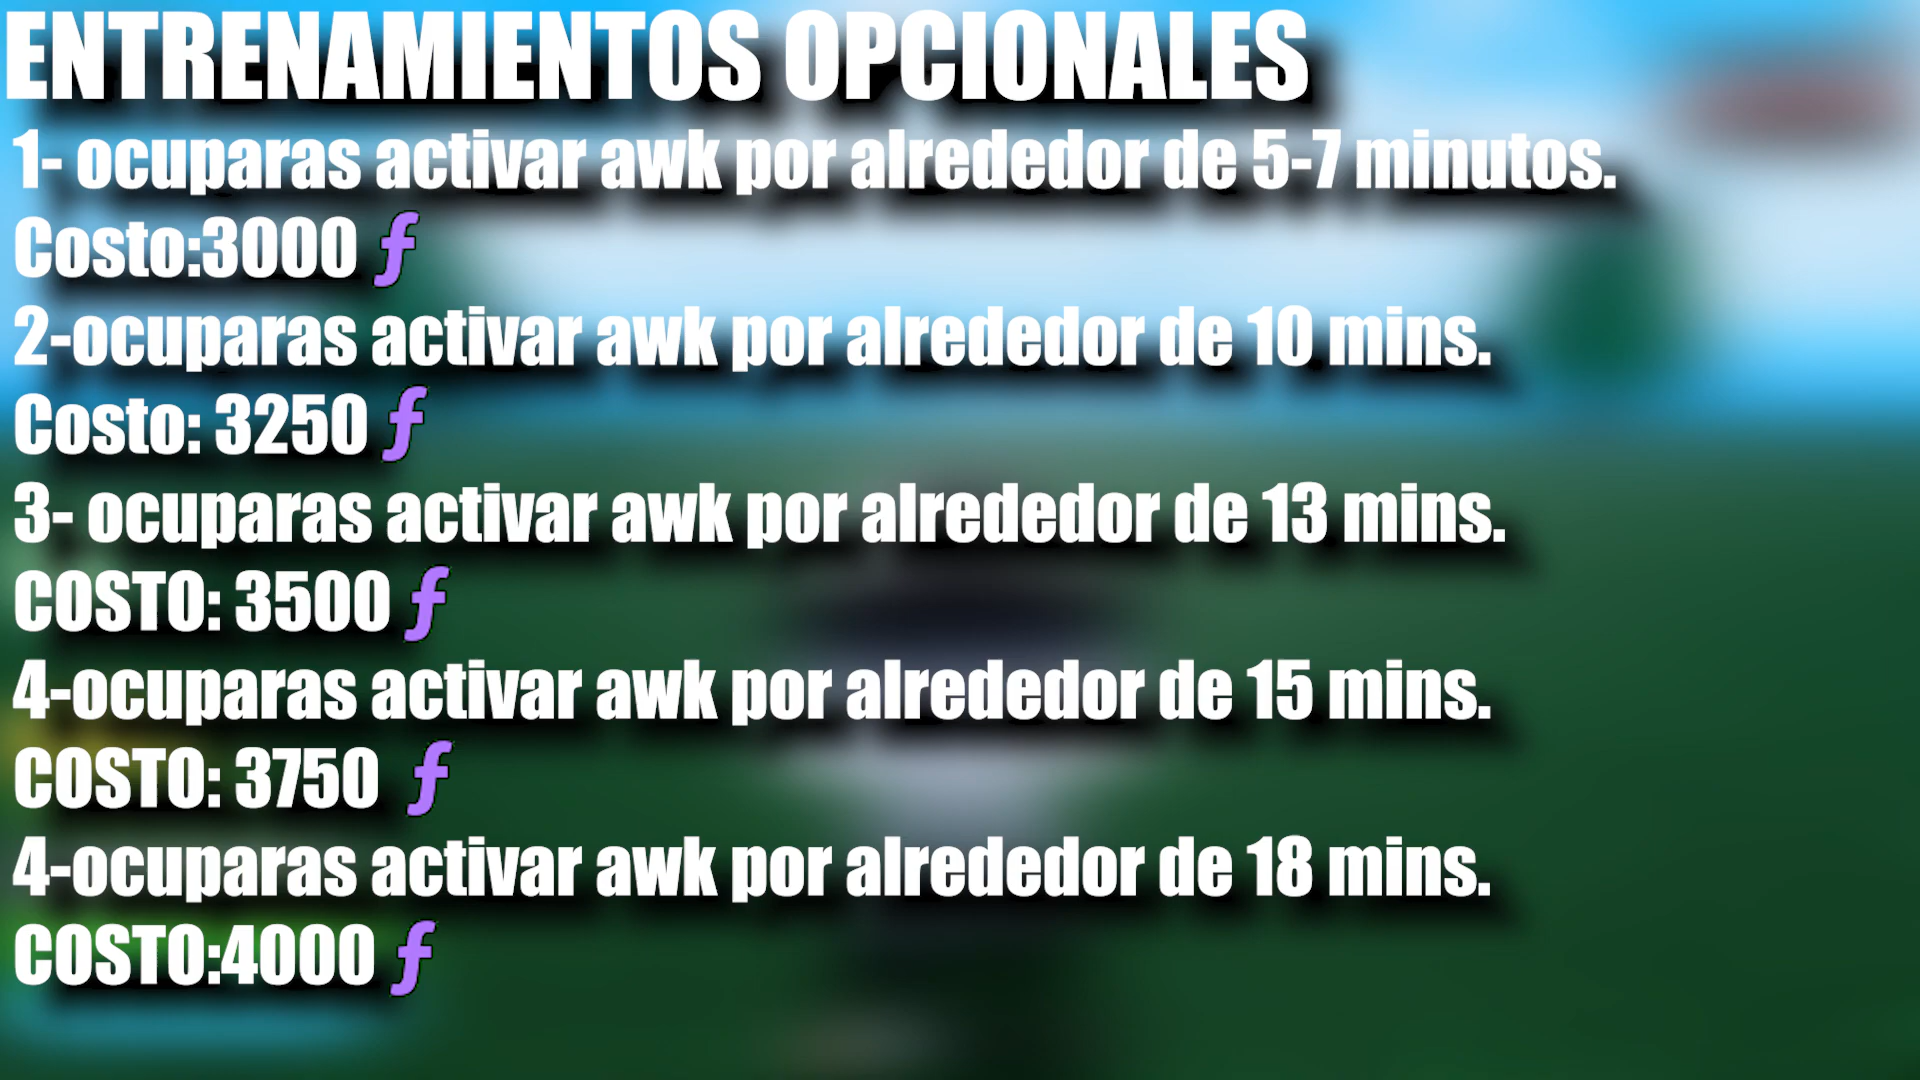 ENTRENAMIENTOS OPCIONALES
1- ocuparas activar awk por alrededor de 5-7 minutos.
Costo:3000 ƒ
2-ocuparas activar awk por alrededor de 10 mins.
Costo: 3250 ƒ
3- ocuparas activar awk por alrededor de 13 mins.
COSTO: 3500 ƒ
4-ocuparas activar awk por alrededor de 15 mins.
COSTO: 3750 ƒ
4-ocuparas activar awk por alrededor de 18 mins.
COSTO:4000 ƒ